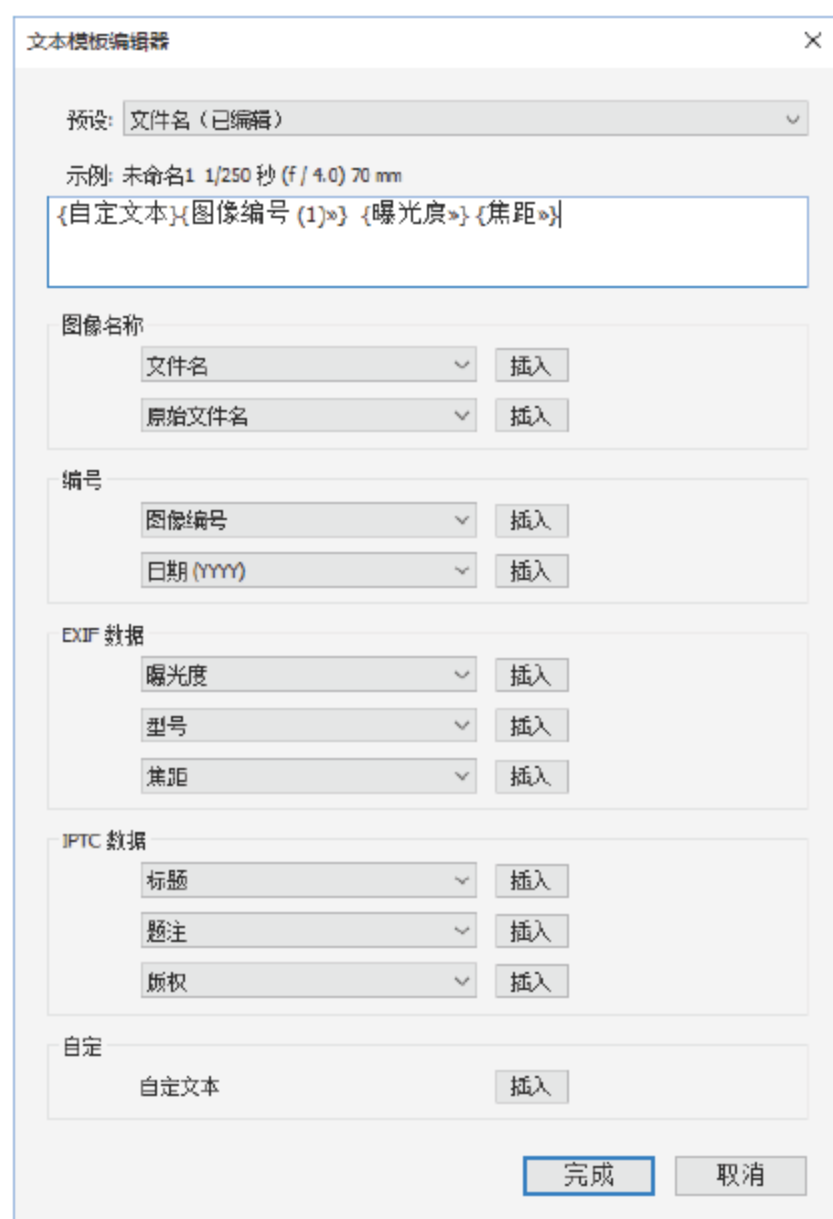 文本模板编辑器
预设: 文件名（已编辑）
示例: 未命名1 1/250 秒 (f / 4.0) 70 mm
{自定文本}{图像编号 (1)»} {曝光度»} {焦距»}
图像名称
文件名 插入
原始文件名 插入
编号
图像编号 插入
日期 (YYYY) 插入
EXIF 数据
曝光度 插入
型号 插入
焦距 插入
IPTC 数据
标题 插入
题注 插入
版权 插入
自定
自定文本 插入
完成 取消